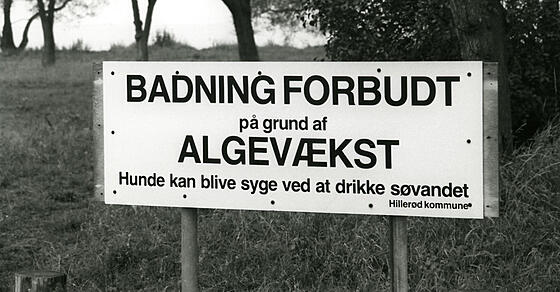 BADNING FORBUDT
på grund af
ALGEVÆKST
Hunde kan blive syge ved at drikke søvandet
Hillerød kommune